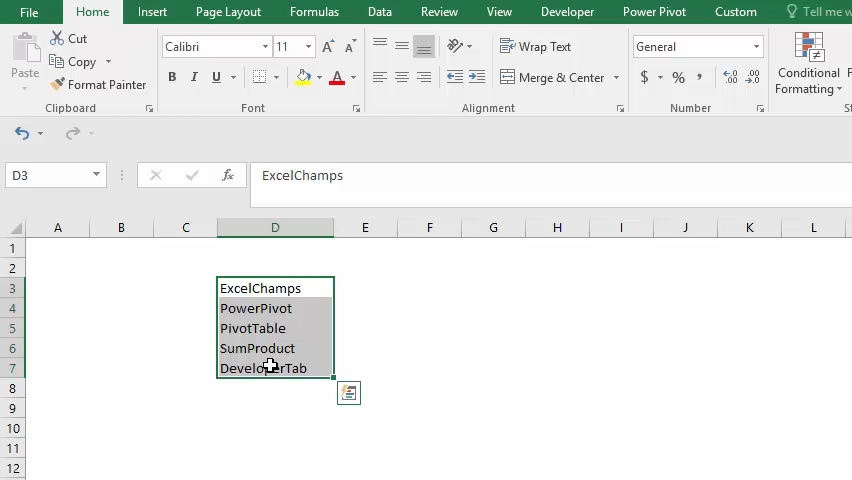 File Home Insert Page Layout Formulas Data Review View Developer Power Pivot Custom Tell me
Paste Cut Calibri 11 A A Wrap Text General Conditional
Copy B I U A Merge & Center $ % , .00 Formatting
Format Painter
Clipboard Font Alignment Number
D3 fx ExcelChamps
A B C D E F G H I J K L
1
2
3 ExcelChamps
4 PowerPivot
5 PivotTable
6 SumProduct
7 DeveloperTab
8
9
10
11
12